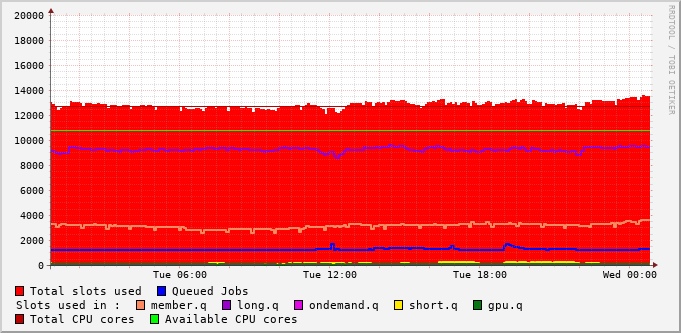 20000
18000
16000
14000
12000
10000
8000
6000
4000
2000
0
Tue 06:00 Tue 12:00 Tue 18:00 Wed 00:00
RRDTOOL / TOBI OETIKER
Total slots used Queued Jobs
Slots used in : member.q long.q ondemand.q short.q gpu.q
Total CPU cores Available CPU cores